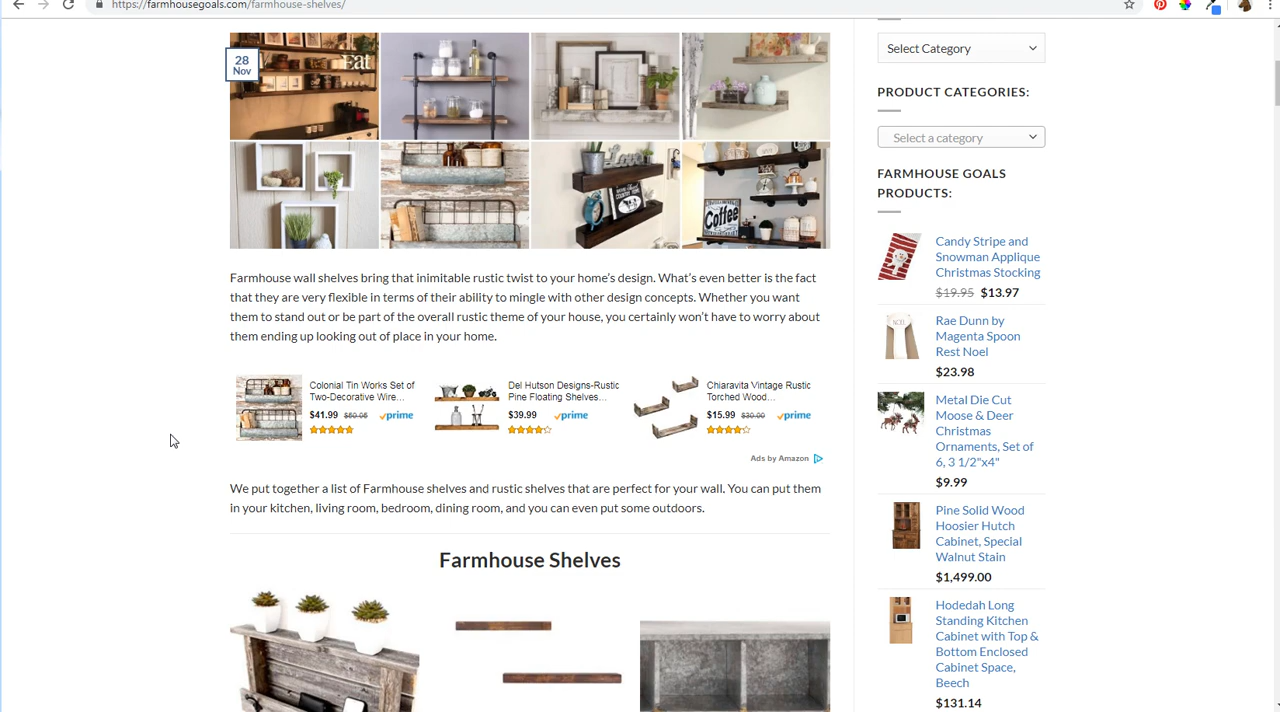 https://farmhousegoals.com/farmhouse-shelves/
28
Nov
Eat
Love
Coffee
Farmhouse wall shelves bring that inimitable rustic twist to your home's design. What's even better is the fact
that they are very flexible in terms of their ability to mingle with other design concepts. Whether you want
them to stand out or be part of the overall rustic theme of your house, you certainly won't have to worry about
them ending up looking out of place in your home.
Colonial Tin Works Set of
Two-Decorative Wire...
$41.99 $60.06 prime
Del Hutson Designs-Rustic
Pine Floating Shelves...
$39.99 prime
Chiaravita Vintage Rustic
Torched Wood...
$15.99 $30.00 prime
Ads by Amazon
We put together a list of Farmhouse shelves and rustic shelves that are perfect for your wall. You can put them
in your kitchen, living room, bedroom, dining room, and you can even put some outdoors.
Farmhouse Shelves
Select Category
PRODUCT CATEGORIES:
Select a category
FARMHOUSE GOALS
PRODUCTS:
Candy Stripe and
Snowman Applique
Christmas Stocking
$19.95 $13.97
NOEL
Rae Dunn by
Magenta Spoon
Rest Noel
$23.98
Metal Die Cut
Moose & Deer
Christmas
Ornaments, Set of
6, 3 1/2"x4"
$9.99
Pine Solid Wood
Hoosier Hutch
Cabinet, Special
Walnut Stain
$1,499.00
Hodedah Long
Standing Kitchen
Cabinet with Top &
Bottom Enclosed
Cabinet Space,
Beech
$131.14